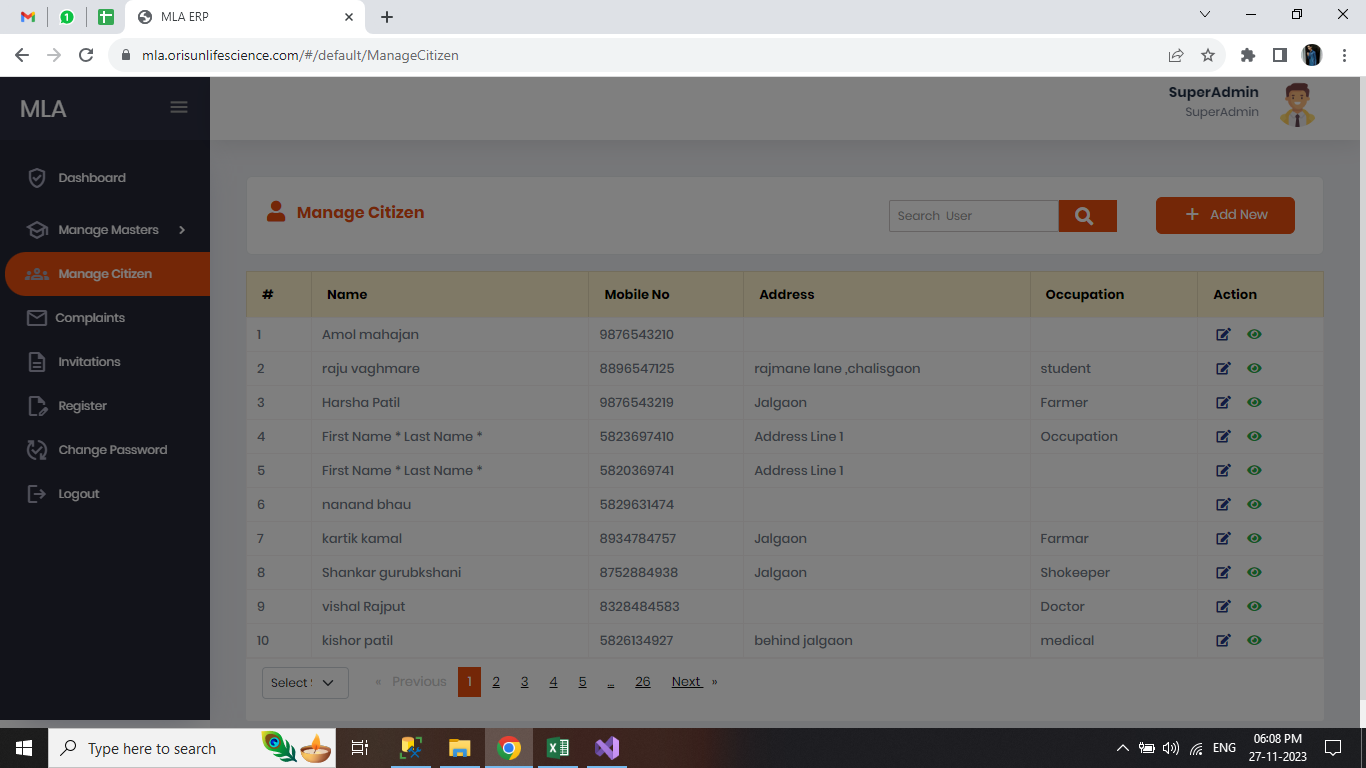 MLA ERP
mla.orisunlifescience.com/#/default/ManageCitizen
MLA
SuperAdmin
SuperAdmin
Dashboard
Manage Masters
Manage Citizen
Complaints
Invitations
Register
Change Password
Logout
Manage Citizen
Search User
Add New
# Name Mobile No Address Occupation Action
1 Amol mahajan 9876543210
2 raju vaghmare 8896547125 rajmane lane ,chalisgaon student
3 Harsha Patil 9876543219 Jalgaon Farmer
4 First Name * Last Name * 5823697410 Address Line 1 Occupation
5 First Name * Last Name * 5820369741 Address Line 1
6 nanand bhau 5829631474
7 kartik kamal 8934784757 Jalgaon Farmar
8 Shankar gurubkshani 8752884938 Jalgaon Shokeeper
9 vishal Rajput 8328484583 Doctor
10 kishor patil 5826134927 behind jalgaon medical
Select « Previous 1 2 3 4 5 ... 26 Next »
Type here to search
ENG
06:08 PM
27-11-2023